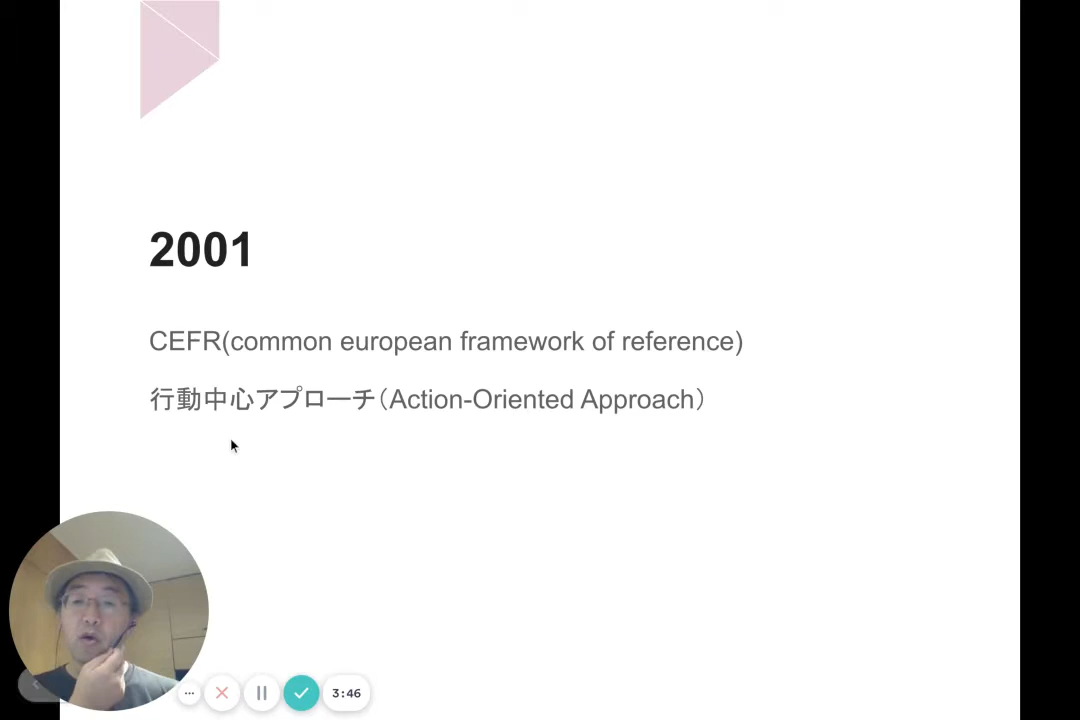 2001
CEFR(common european framework of reference)
行動中心アプローチ（Action-Oriented Approach）
3:46